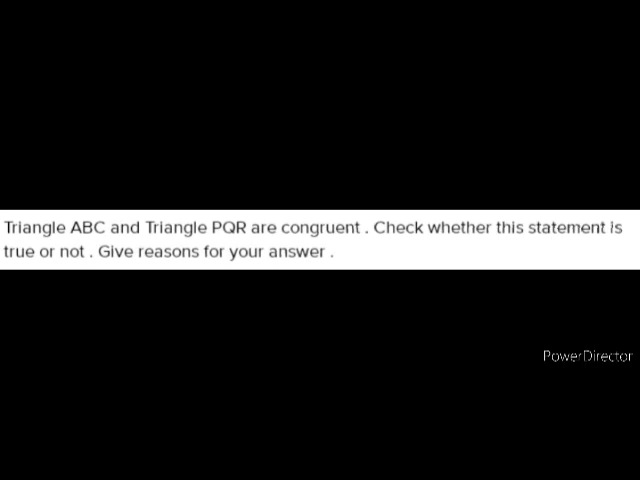 Triangle ABC and Triangle PQR are congruent . Check whether this statement is
true or not . Give reasons for your answer .
PowerDirector